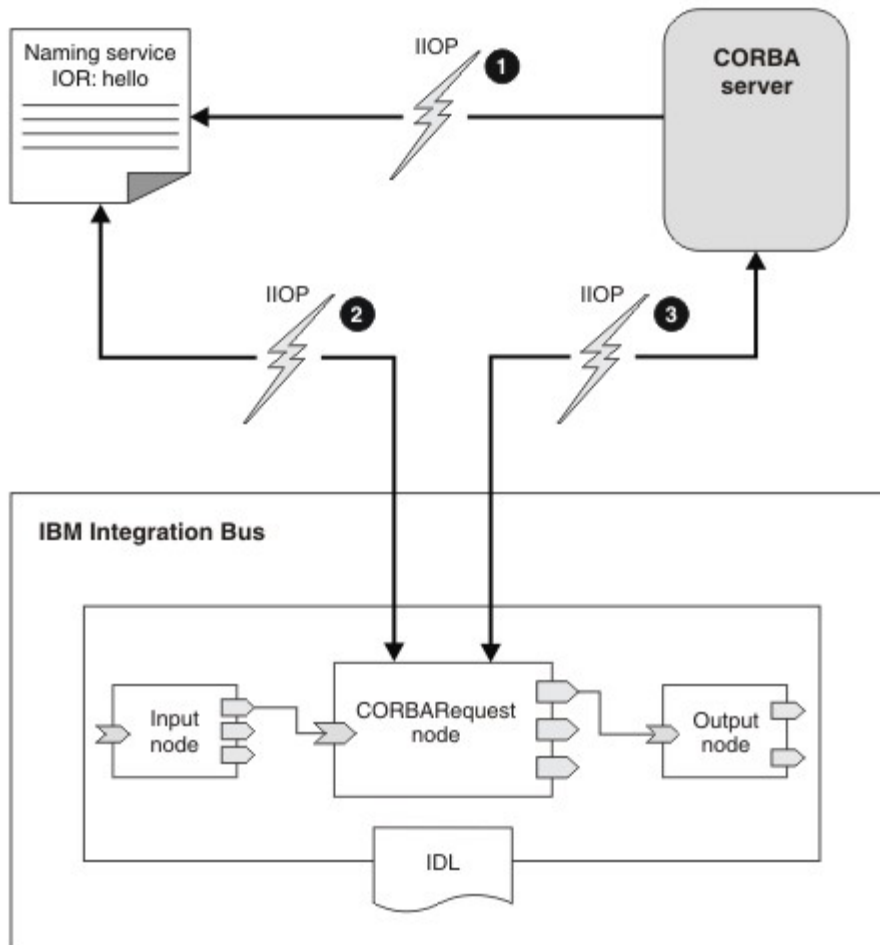 Naming service
IOR: hello
IIOP
1
CORBA
server
IIOP
2
IIOP
3
IBM Integration Bus
Input
node
CORBARequest
node
Output
node
IDL